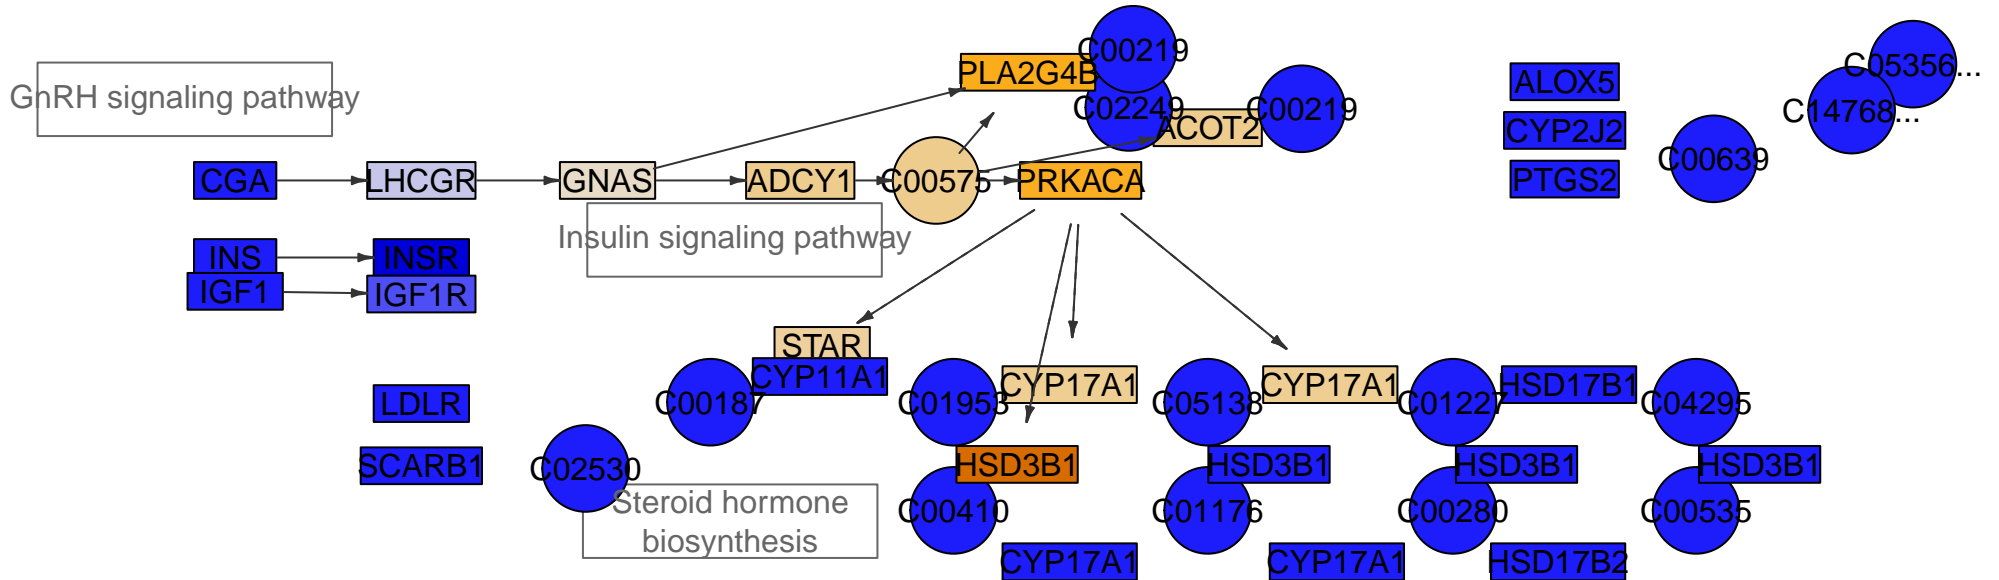 C00219
C05356...
PLA2G4B
ALOX5
GnRH signaling pathway
C02249
C00219
C14768...
ACOT2
CYP2J2
C00639
CGA
LHCGR
GNAS
ADCY1
C00575
PRKACA
PTGS2
Insulin signaling pathway
INS
INSR
IGF1
IGF1R
STAR
CYP11A1
CYP17A1
CYP17A1
HSD17B1
LDLR
C00187
C01953
C05138
C01227
C04295
SCARB1
C02530
HSD3B1
HSD3B1
HSD3B1
HSD3B1
Steroid hormone
biosynthesis
C00410
C01176
C00280
C00535
CYP17A1
CYP17A1
HSD17B2